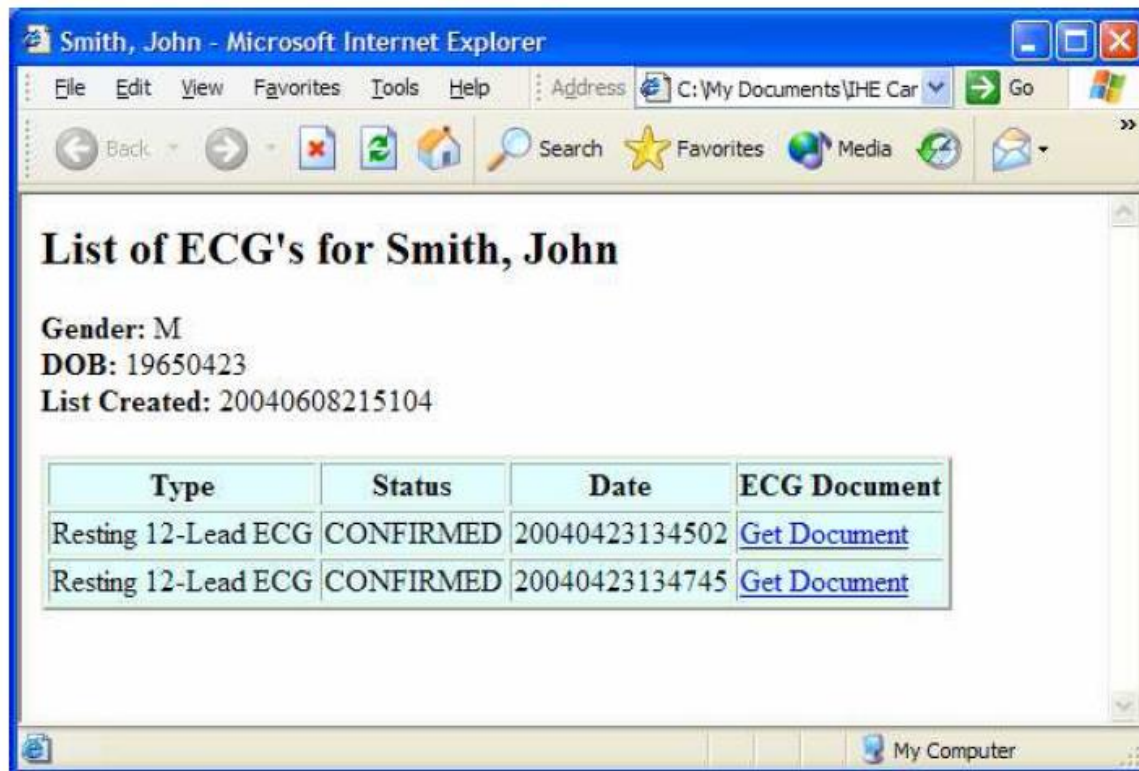 Smith, John - Microsoft Internet Explorer
File Edit View Favorites Tools Help Address C:\My Documents\IHE Car Go
Back Search Favorites Media »
List of ECG's for Smith, John
Gender: M
DOB: 19650423
List Created: 20040608215104
Type Status Date ECG Document
Resting 12-Lead ECG CONFIRMED 20040423134502 Get Document
Resting 12-Lead ECG CONFIRMED 20040423134745 Get Document
My Computer